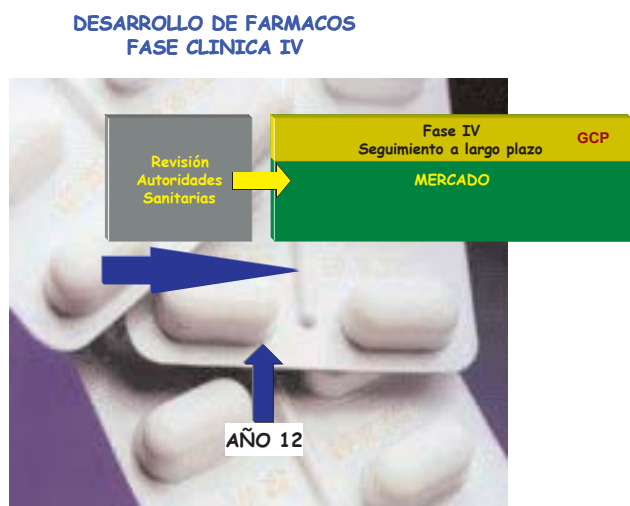 DESARROLLO DE FARMACOS
FASE CLINICA IV
Revisión
Autoridades
Sanitarias
Fase IV
Seguimiento a largo plazo
GCP
MERCADO
AÑO 12